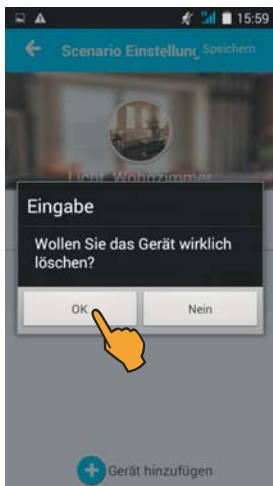 15:59
Scenario Einstellung Speichern
Licht Wohnzimmer
Eingabe
Wollen Sie das Gerät wirklich
löschen?
OK Nein
Gerät hinzufügen